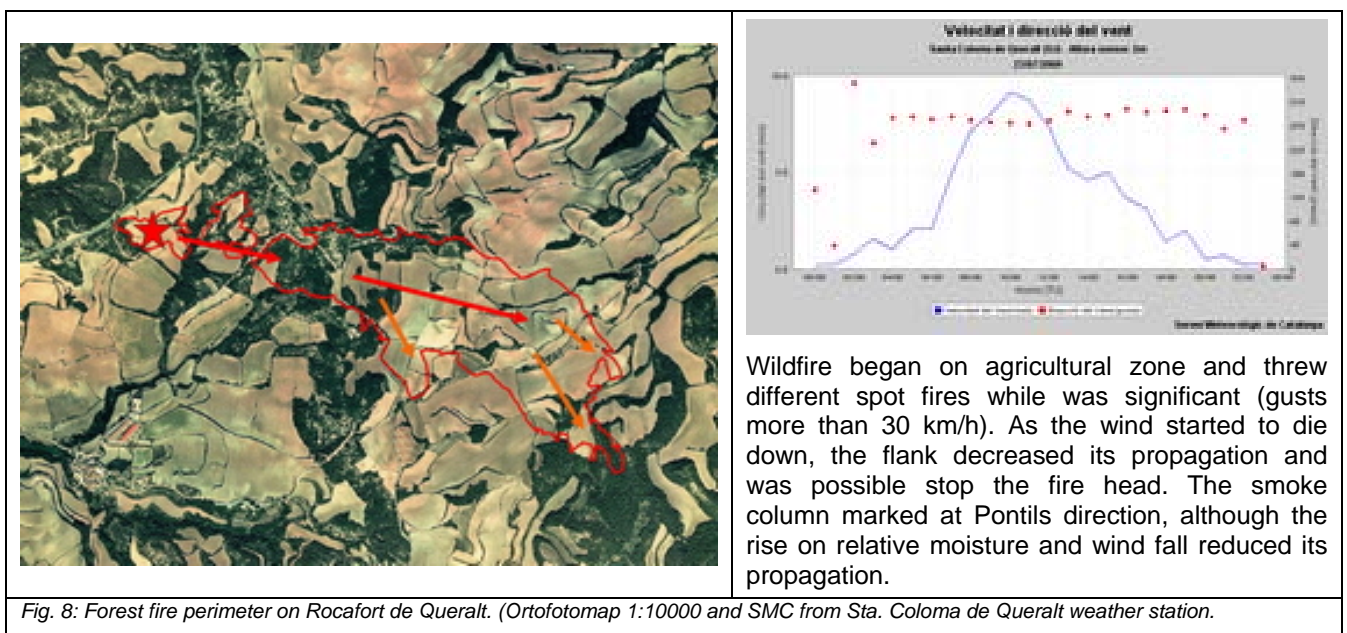 Velocitat i direcció del vent
Servei Meteorològic de Catalunya
Wildfire began on agricultural zone and threw
different spot fires while was significant (gusts
more than 30 km/h). As the wind started to die
down, the flank decreased its propagation and
was possible stop the fire head. The smoke
column marked at Pontils direction, although the
rise on relative moisture and wind fall reduced its
propagation.
Fig. 8: Forest fire perimeter on Rocafort de Queralt. (Ortofotomap 1:10000 and SMC from Sta. Coloma de Queralt weather station.